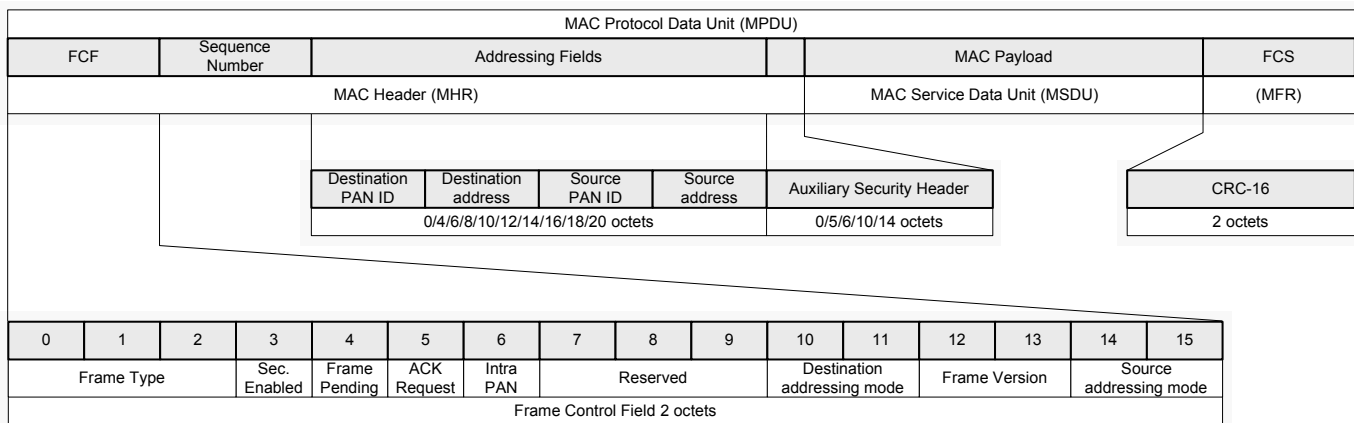 MAC Protocol Data Unit (MPDU)
FCF
Sequence
Number
Addressing Fields
MAC Payload
FCS
MAC Header (MHR)
MAC Service Data Unit (MSDU)
(MFR)
Destination
PAN ID
Destination
address
Source
PAN ID
Source
address
Auxiliary Security Header
CRC-16
0/4/6/8/10/12/14/16/18/20 octets
0/5/6/10/14 octets
2 octets
0 1 2 3 4 5 6 7 8 9 10 11 12 13 14 15
Frame Type
Sec.
Enabled
Frame
Pending
ACK
Request
Intra
PAN
Reserved
Destination
addressing mode
Frame Version
Source
addressing mode
Frame Control Field 2 octets